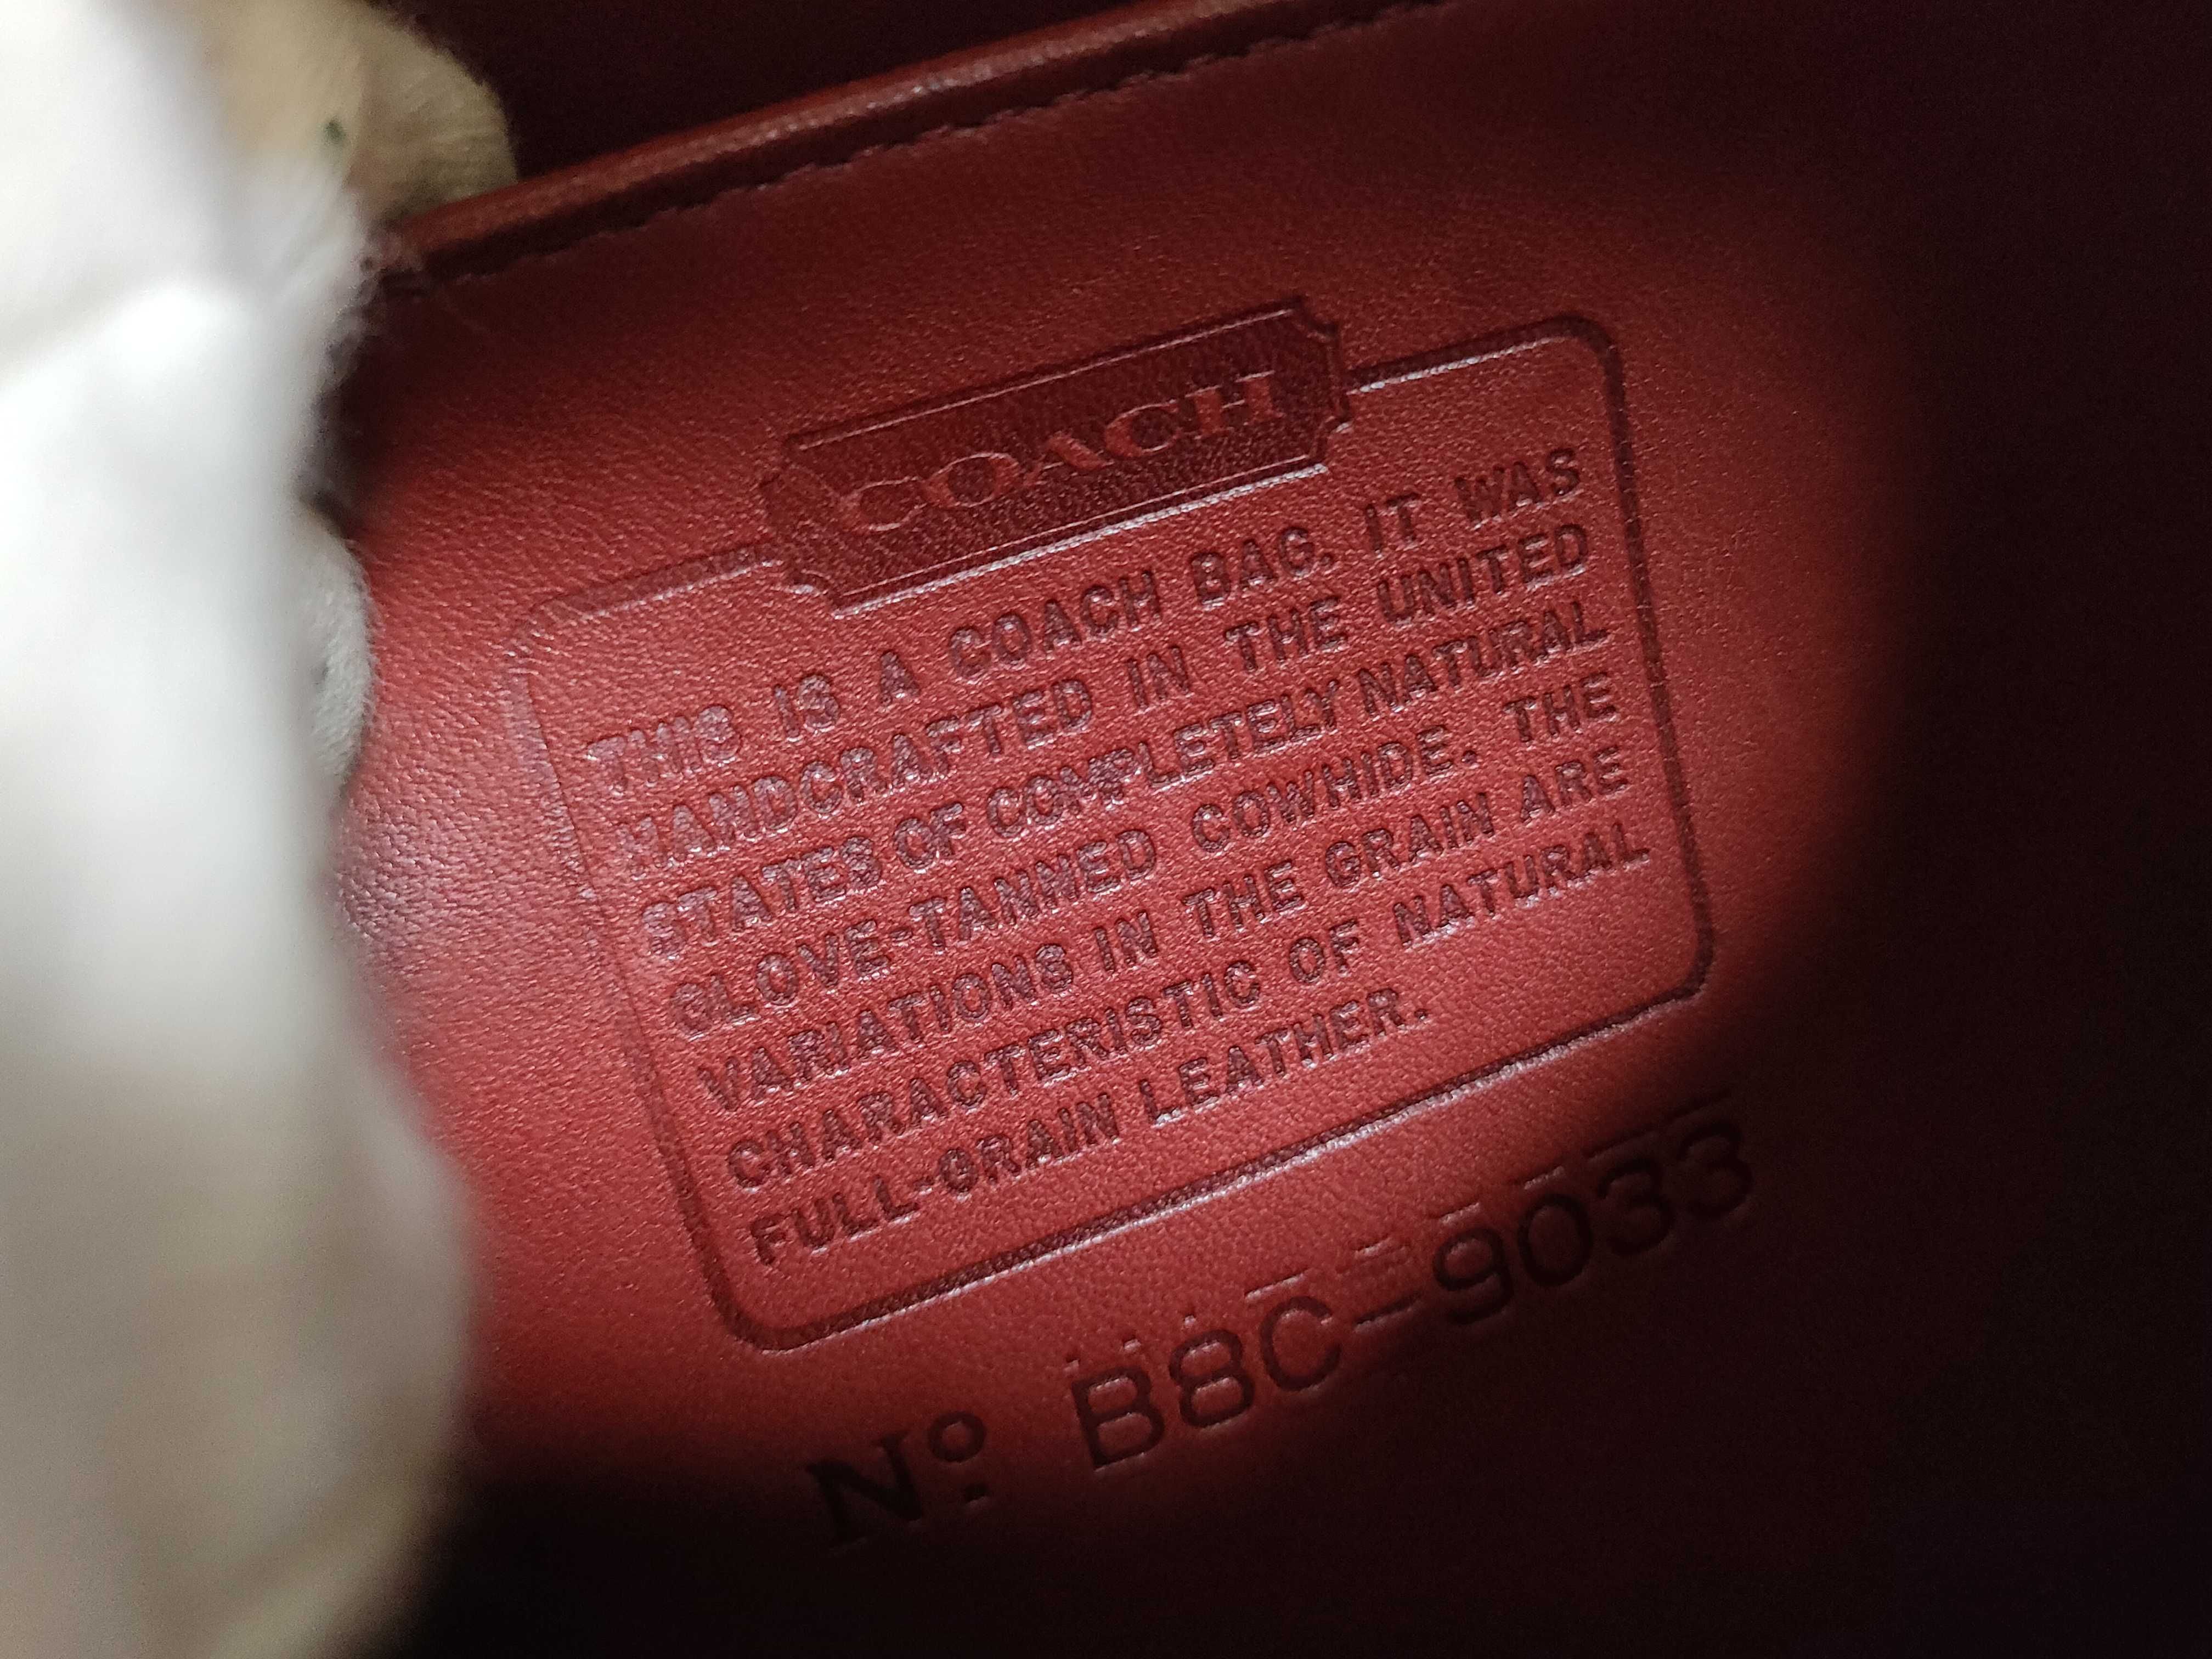 COACH
THIS IS A COACH BAG. IT WAS
HANDCRAFTED IN THE UNITED
STATES OF COMPLETELY NATURAL
GLOVE-TANNED COWHIDE. THE
VARIATIONS IN THE GRAIN ARE
CHARACTERISTIC OF NATURAL
FULL-GRAIN LEATHER.
Nº. B8C-9033